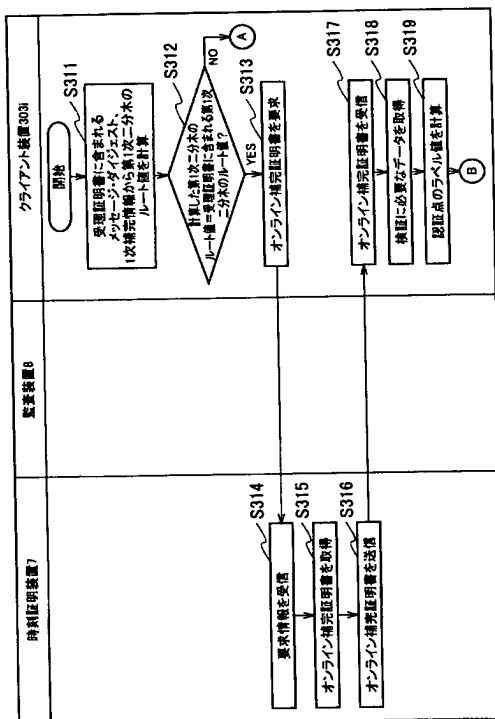 時刻証明装置7
監査装置8
クライアント装置303i
開始
S311
受理証明書に含まれる
メッセージ・ダイジェスト、
1次補完情報から第1次二分木の
ルート値を計算
S312
計算した第1次二分木の
ルート値=受理証明書に含まれる第1次
二分木のルート値?
NO
A
YES
S313
オンライン補完証明書を要求
S314
要求情報を受信
S315
オンライン補完証明書を取得
S316
オンライン補完証明書を送信
S317
オンライン補完証明書を受信
S318
検証に必要なデータを取得
S319
認証点のラベル値を計算
B